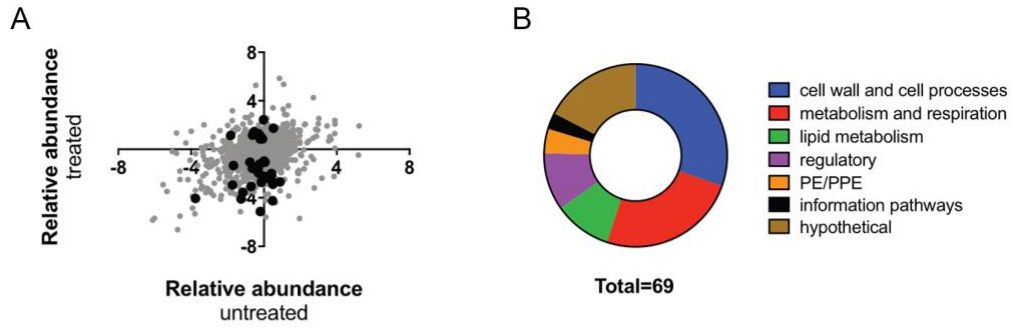 A
B
Relative abundance
treated
8
4
-8
-4
4
8
-4
-8
Relative abundance
untreated
cell wall and cell processes
metabolism and respiration
lipid metabolism
regulatory
PE/PPE
information pathways
hypothetical
Total=69